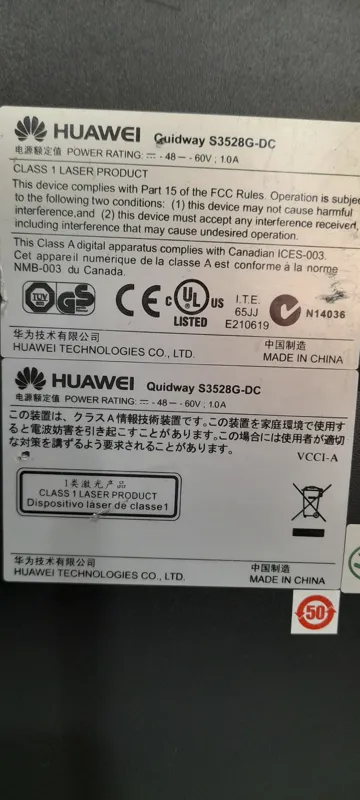 HUAWEI Quidway S3528G-DC
电源额定值 POWER RATING: ⎓ -48 — -60V ; 1.0A
CLASS 1 LASER PRODUCT
This device complies with Part 15 of the FCC Rules. Operation is subje
to the following two conditions: (1) this device may not cause harmful
interference,and (2) this device must accept any interference received,
including interference that may cause undesired operation.
This Class A digital apparatus complies with Canadian ICES-003.
Cet appareil numérique de la classe A est conforme à la norme
NMB-003 du Canada.
TUV GS CE C UL US LISTED
I.T.E.
65JJ
E210619
N14036
华为技术有限公司 中国制造
HUAWEI TECHNOLOGIES CO., LTD. MADE IN CHINA
HUAWEI Quidway S3528G-DC
电源额定值 POWER RATING: ⎓ -48 — -60V ; 1.0A
この装置は、クラスA情報技術装置です。この装置を家庭環境で使用す
ると電波妨害を引き起こすことがあります。この場合には使用者が適切
な対策を講ずるよう要求されることがあります。
VCCI-A
1类激光产品
CLASS 1 LASER PRODUCT
Dispositivo láser de classe1
华为技术有限公司 中国制造
HUAWEI TECHNOLOGIES CO., LTD. MADE IN CHINA
50